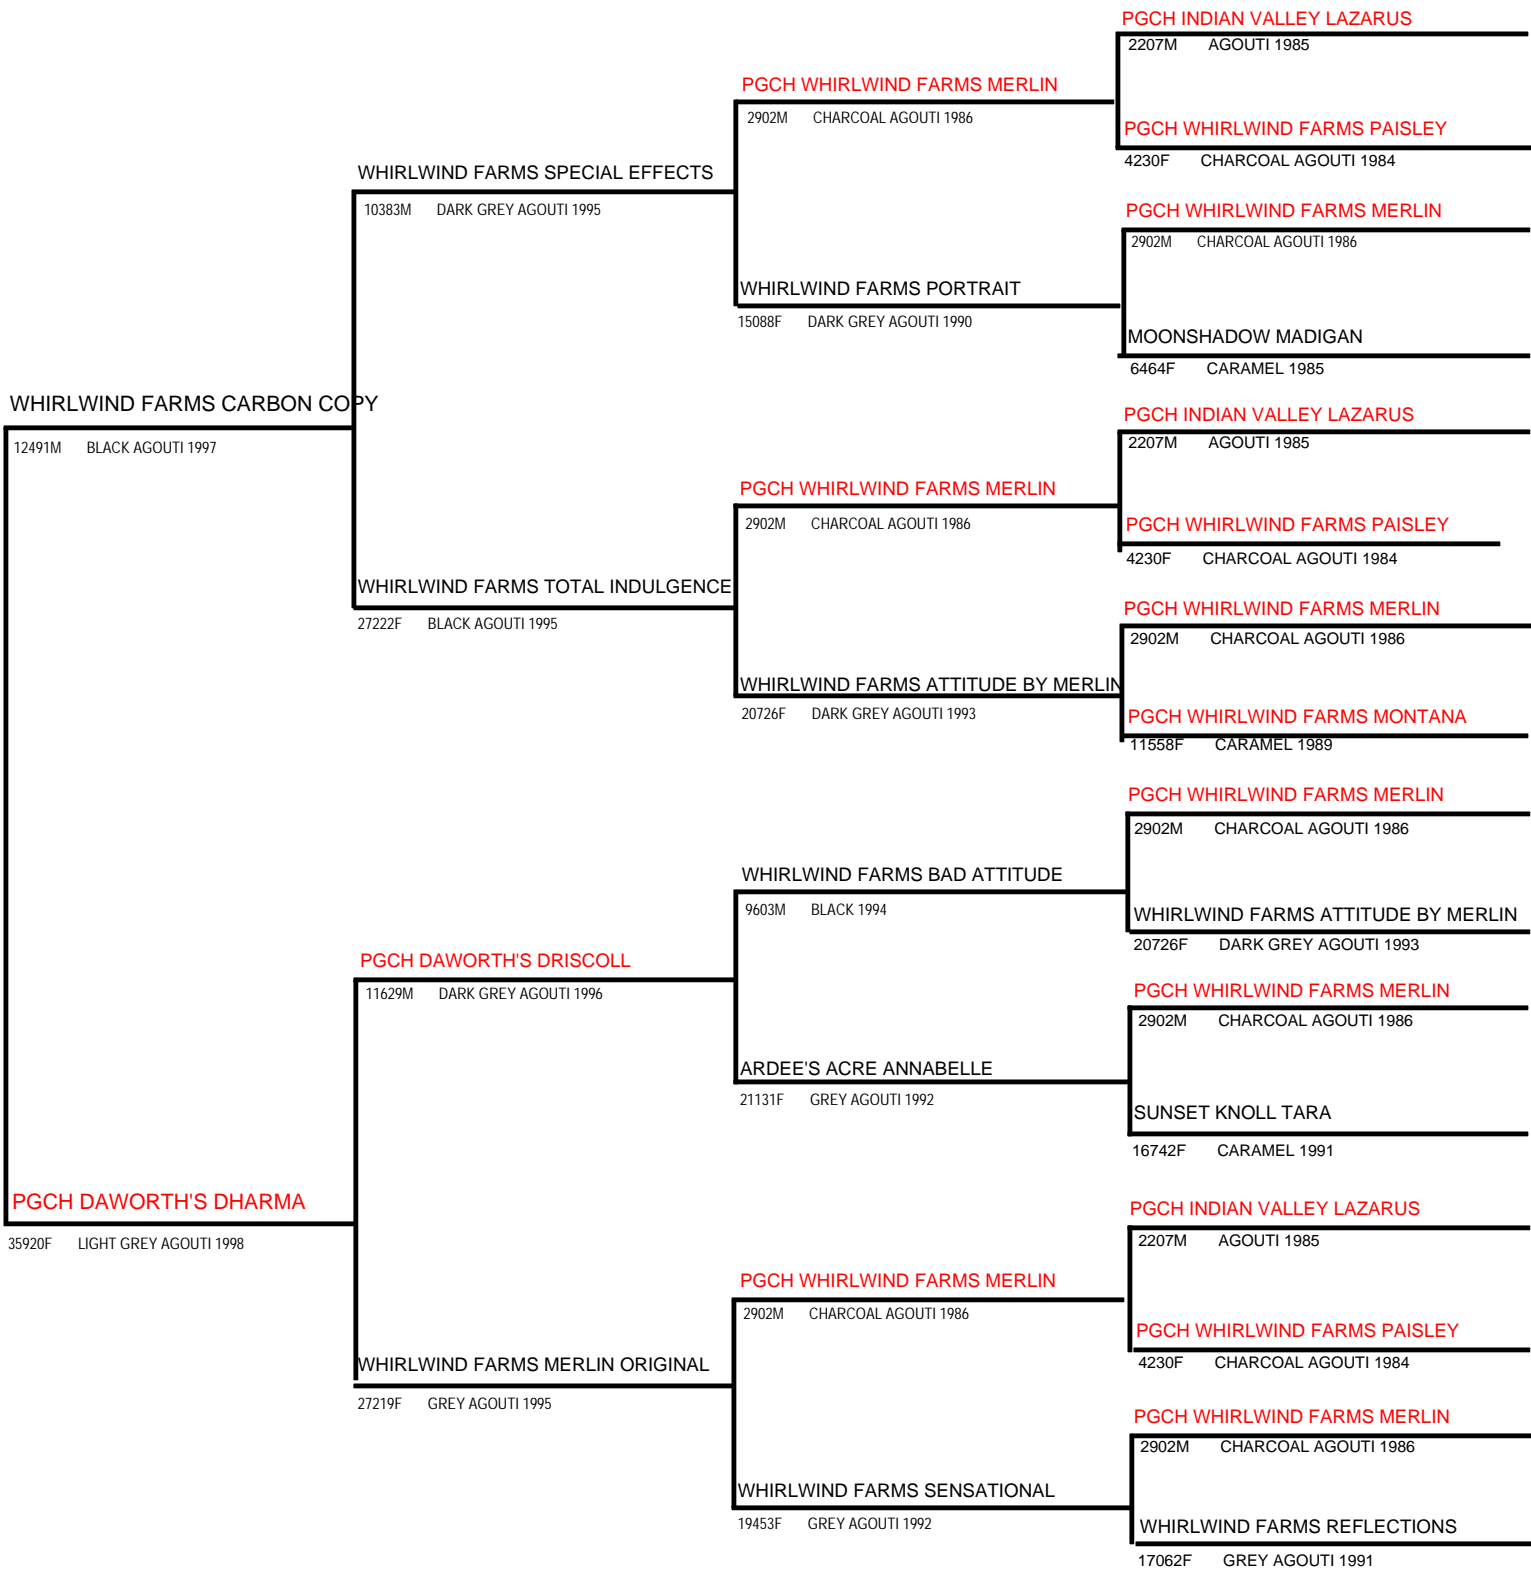 PGCH INDIAN VALLEY LAZARUS
2207M AGOUTI 1985
PGCH WHIRLWIND FARMS MERLIN
2902M CHARCOAL AGOUTI 1986
PGCH WHIRLWIND FARMS PAISLEY
4230F CHARCOAL AGOUTI 1984
WHIRLWIND FARMS SPECIAL EFFECTS
10383M DARK GREY AGOUTI 1995
PGCH WHIRLWIND FARMS MERLIN
2902M CHARCOAL AGOUTI 1986
WHIRLWIND FARMS PORTRAIT
15088F DARK GREY AGOUTI 1990
MOONSHADOW MADIGAN
6464F CARAMEL 1985
WHIRLWIND FARMS CARBON COPY
12491M BLACK AGOUTI 1997
PGCH INDIAN VALLEY LAZARUS
2207M AGOUTI 1985
PGCH WHIRLWIND FARMS MERLIN
2902M CHARCOAL AGOUTI 1986
PGCH WHIRLWIND FARMS PAISLEY
4230F CHARCOAL AGOUTI 1984
WHIRLWIND FARMS TOTAL INDULGENCE
27222F BLACK AGOUTI 1995
PGCH WHIRLWIND FARMS MERLIN
2902M CHARCOAL AGOUTI 1986
WHIRLWIND FARMS ATTITUDE BY MERLIN
20726F DARK GREY AGOUTI 1993
PGCH WHIRLWIND FARMS MONTANA
11558F CARAMEL 1989
PGCH WHIRLWIND FARMS MERLIN
2902M CHARCOAL AGOUTI 1986
WHIRLWIND FARMS BAD ATTITUDE
9603M BLACK 1994
WHIRLWIND FARMS ATTITUDE BY MERLIN
20726F DARK GREY AGOUTI 1993
PGCH DAWORTH'S DRISCOLL
11629M DARK GREY AGOUTI 1996
PGCH WHIRLWIND FARMS MERLIN
2902M CHARCOAL AGOUTI 1986
ARDEE'S ACRE ANNABELLE
21131F GREY AGOUTI 1992
SUNSET KNOLL TARA
16742F CARAMEL 1991
PGCH DAWORTH'S DHARMA
35920F LIGHT GREY AGOUTI 1998
PGCH INDIAN VALLEY LAZARUS
2207M AGOUTI 1985
PGCH WHIRLWIND FARMS MERLIN
2902M CHARCOAL AGOUTI 1986
PGCH WHIRLWIND FARMS PAISLEY
4230F CHARCOAL AGOUTI 1984
WHIRLWIND FARMS MERLIN ORIGINAL
27219F GREY AGOUTI 1995
PGCH WHIRLWIND FARMS MERLIN
2902M CHARCOAL AGOUTI 1986
WHIRLWIND FARMS SENSATIONAL
19453F GREY AGOUTI 1992
WHIRLWIND FARMS REFLECTIONS
17062F GREY AGOUTI 1991